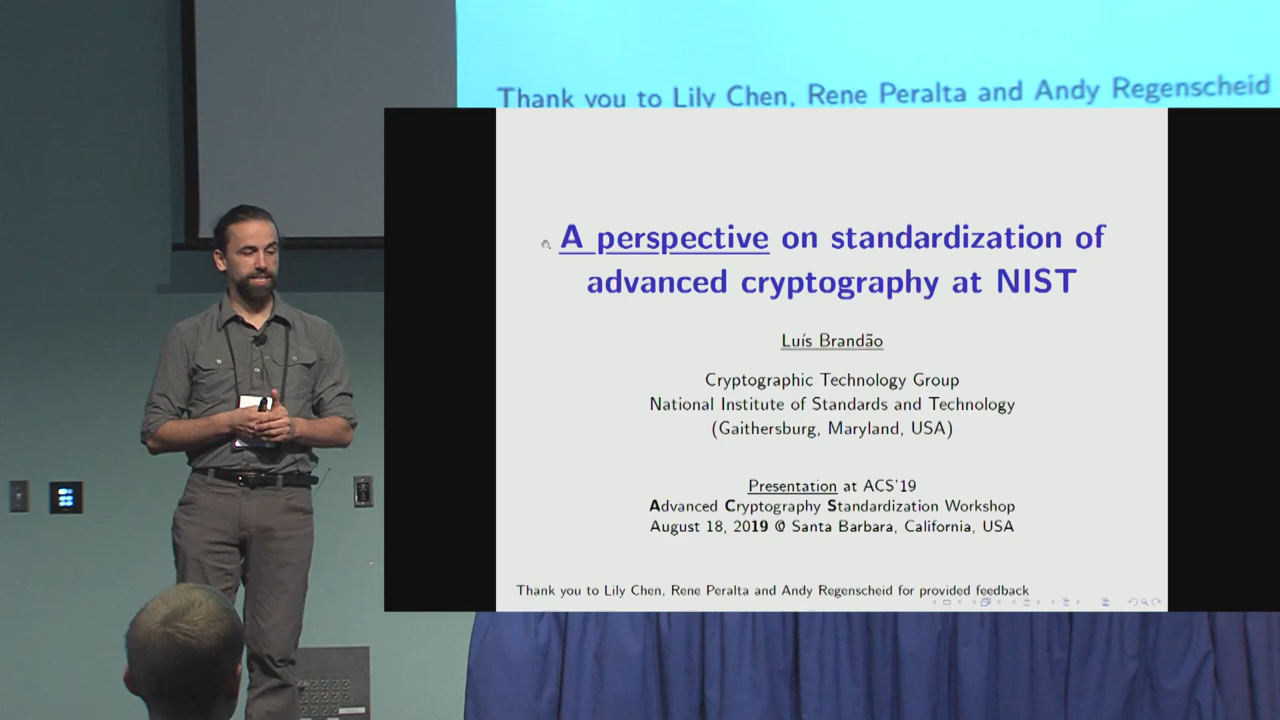 Thank you to Lily Chen, Rene Peralta and Andy Regenscheid
A perspective on standardization of
advanced cryptography at NIST
Luís Brandão
Cryptographic Technology Group
National Institute of Standards and Technology
(Gaithersburg, Maryland, USA)
Presentation at ACS'19
Advanced Cryptography Standardization Workshop
August 18, 2019 @ Santa Barbara, California, USA
Thank you to Lily Chen, Rene Peralta and Andy Regenscheid for provided feedback